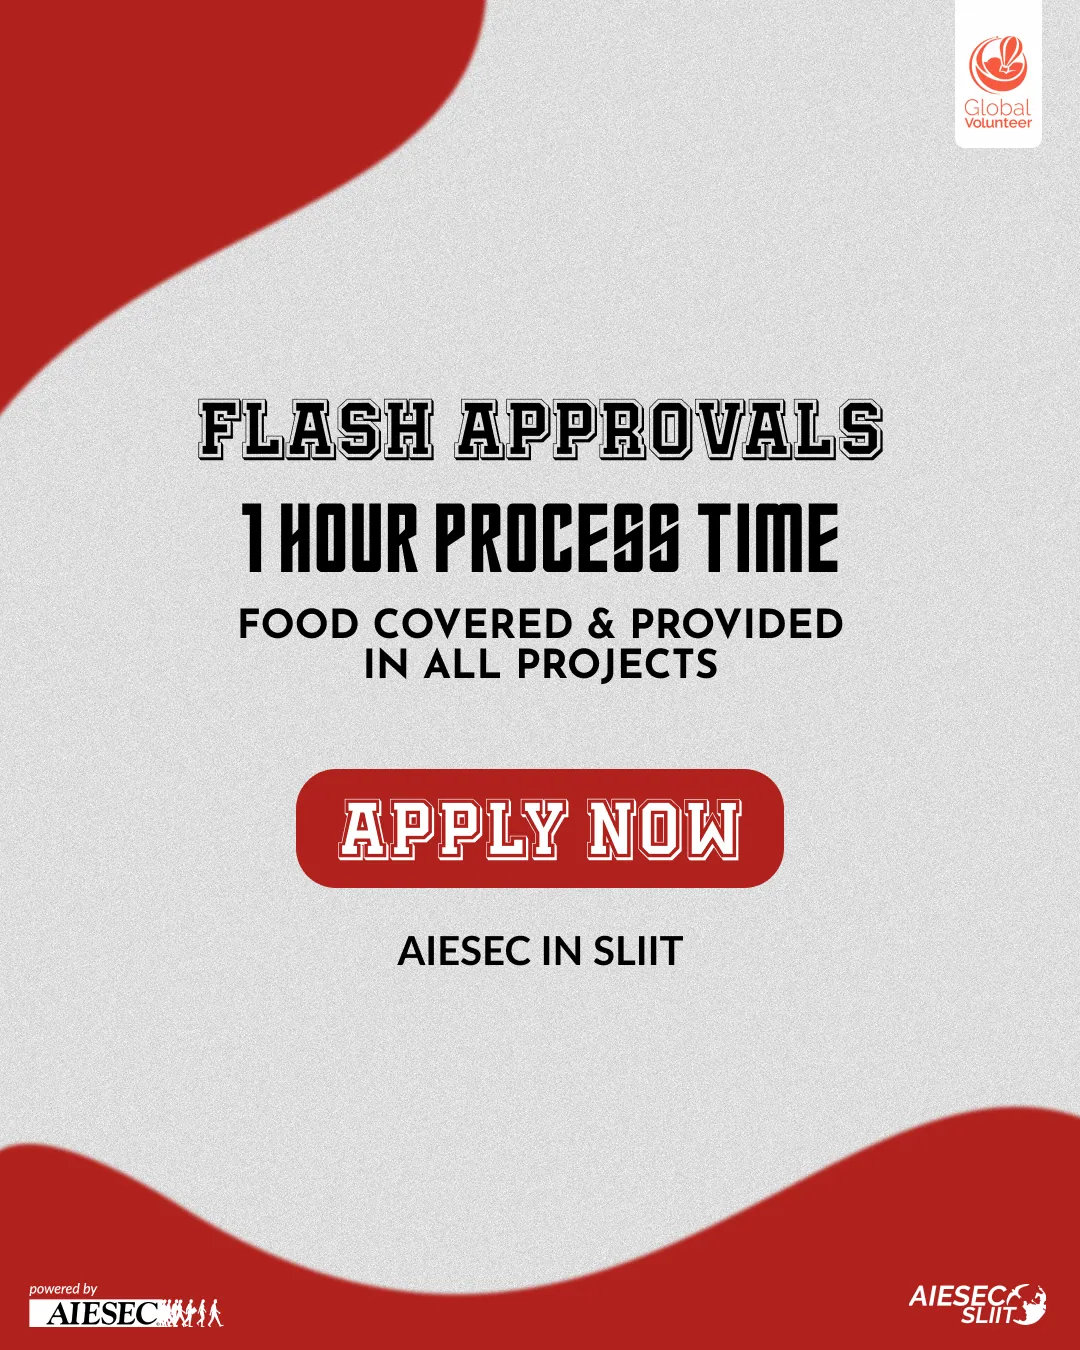 Global
Volunteer
FLASH APPROVALS
1 HOUR PROCESS TIME
FOOD COVERED & PROVIDED
IN ALL PROJECTS
APPLY NOW
AIESEC IN SLIIT
powered by
AIESEC
AIESEC
SLIIT